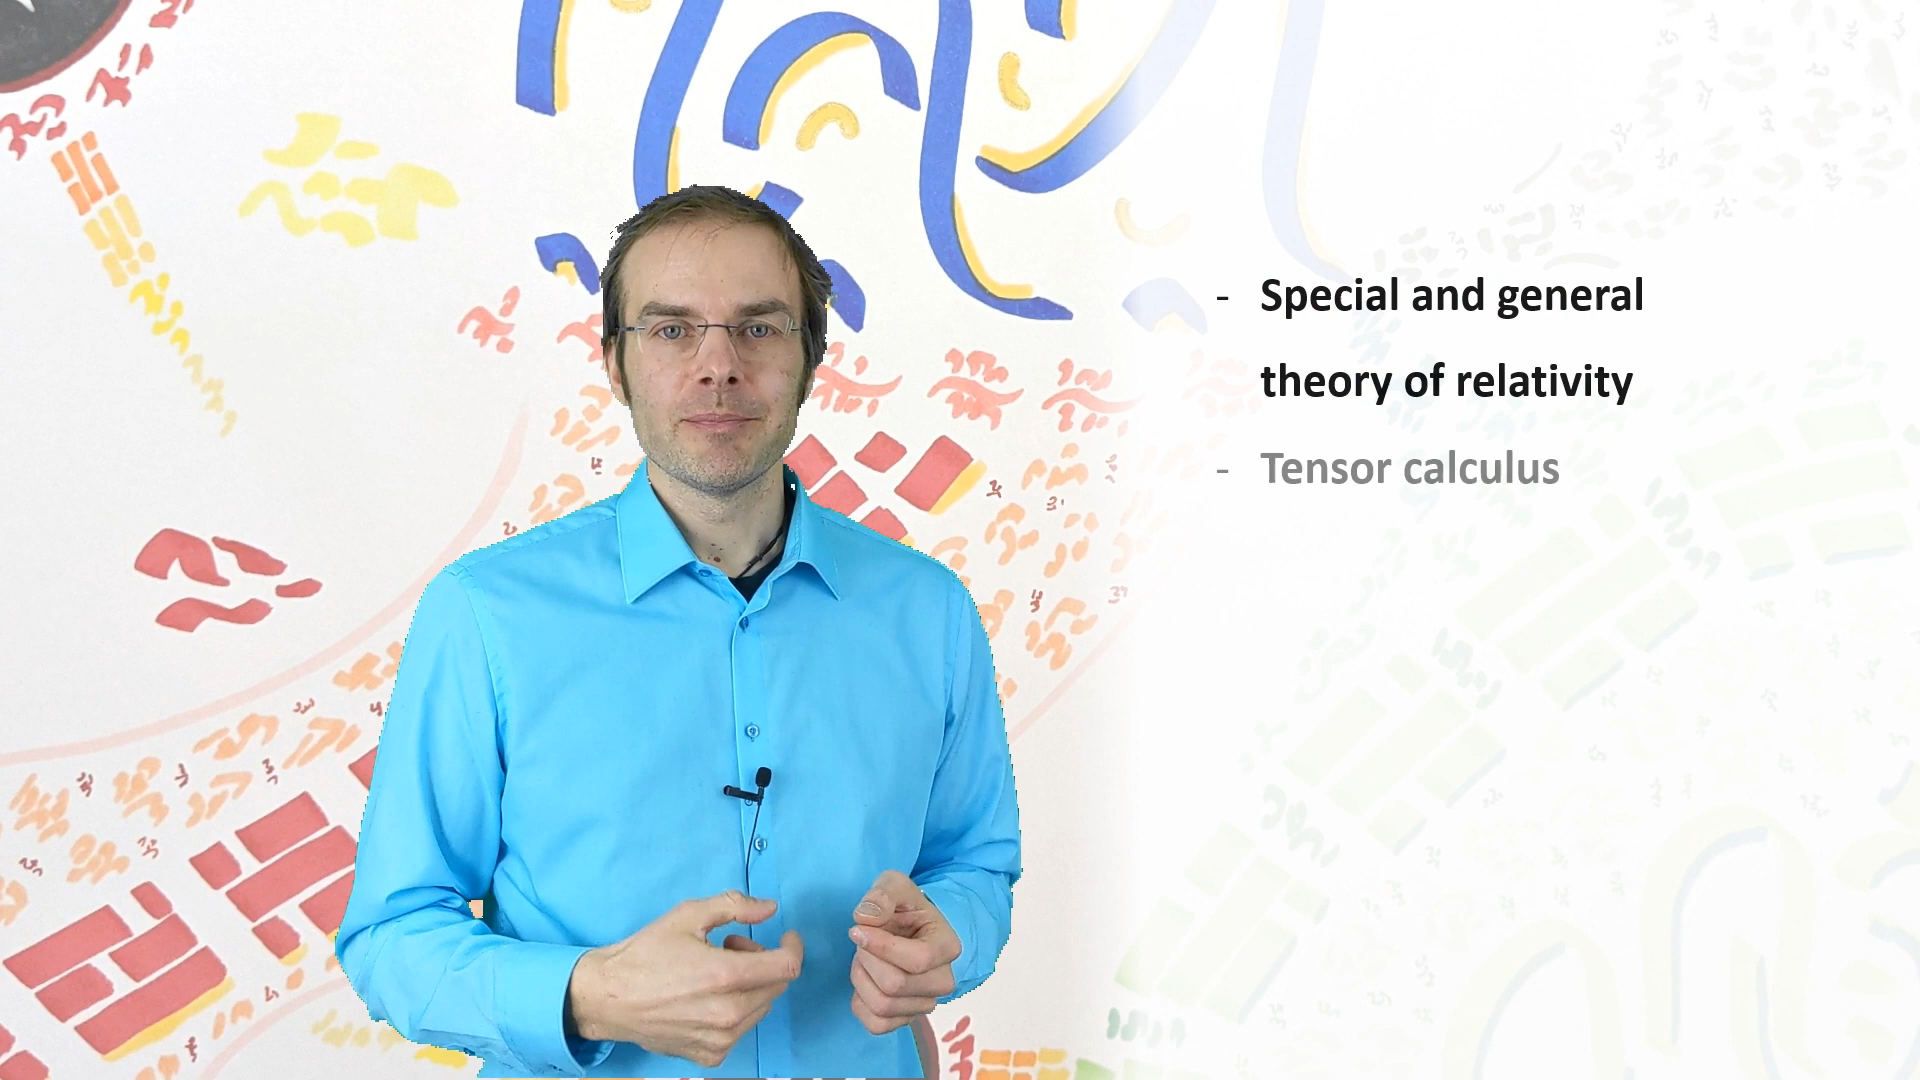 - Special and general
theory of relativity
- Tensor calculus